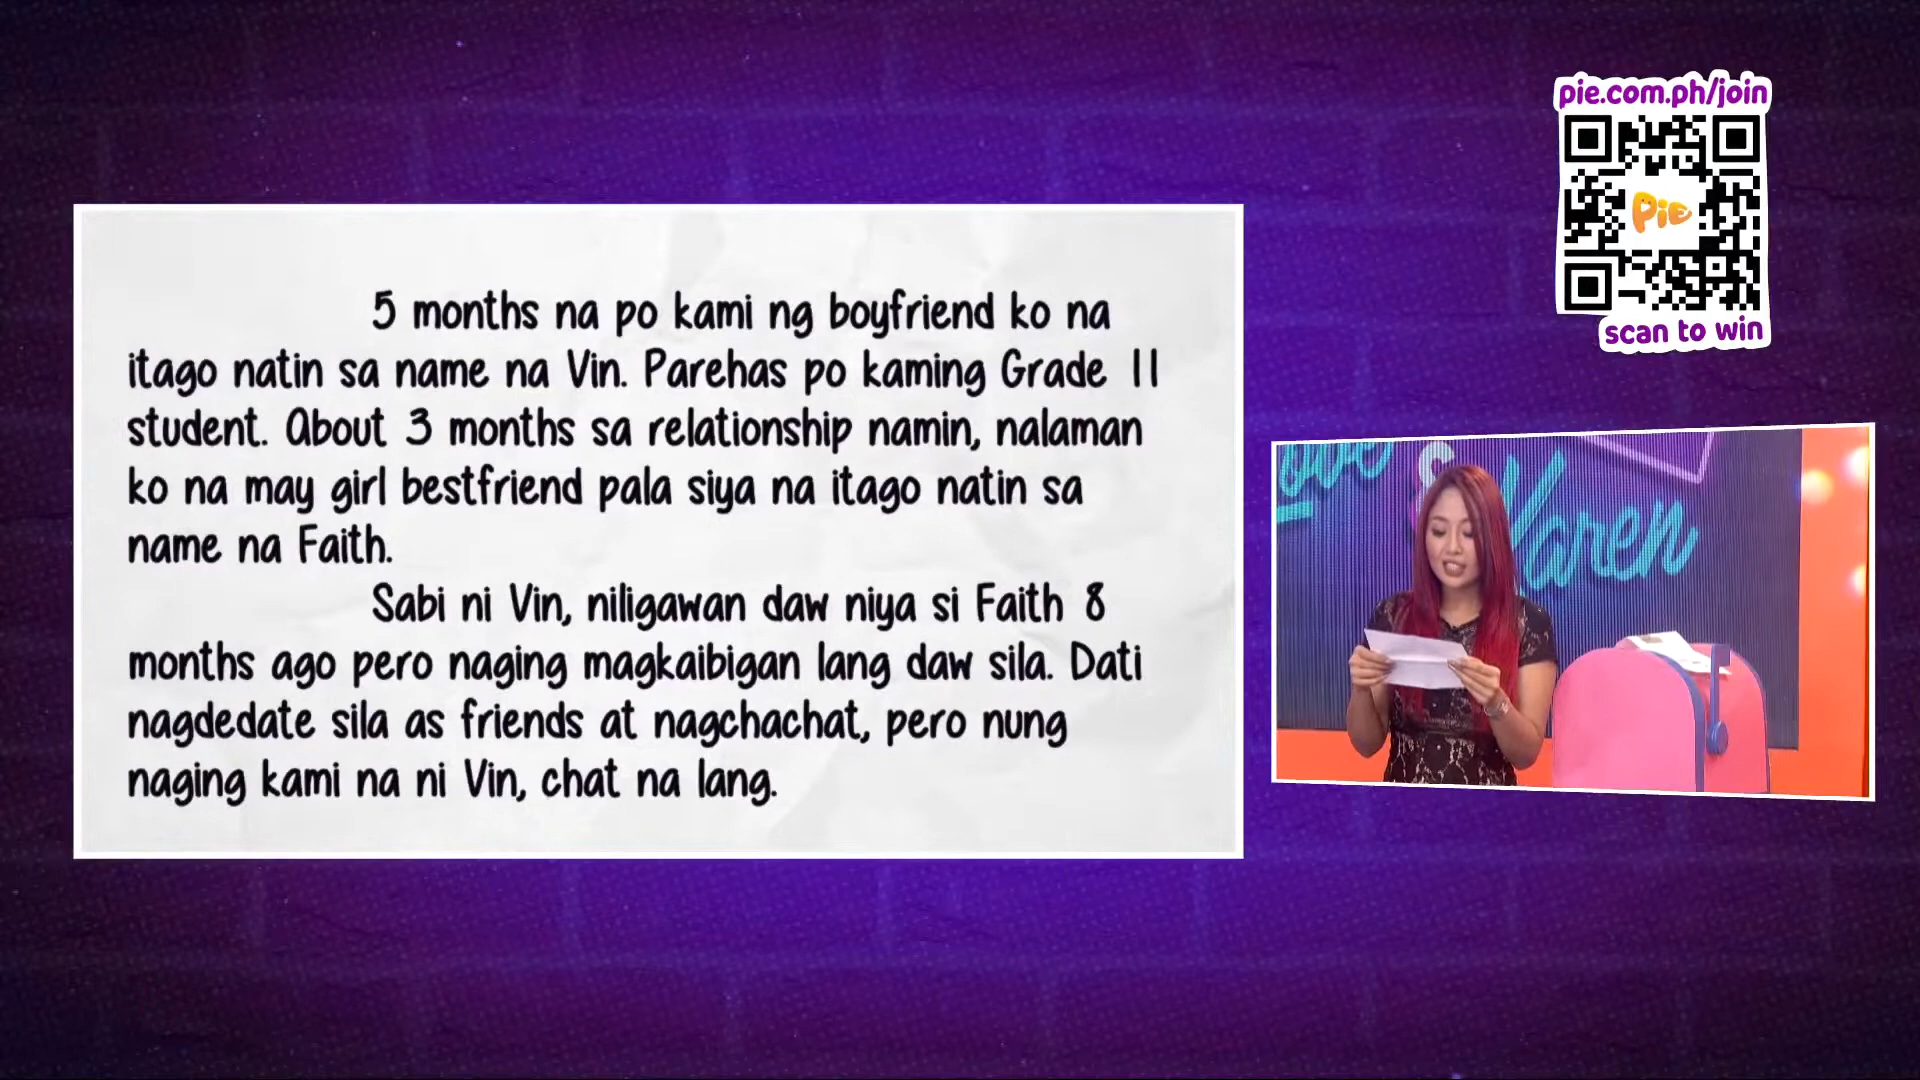 pie.com.ph/join
PiE
scan to win
5 months na po kami ng boyfriend ko na
itago natin sa name na Vin. Parehas po kaming Grade 11
student. About 3 months sa relationship namin, nalaman
ko na may girl bestfriend pala siya na itago natin sa
name na Faith.
Sabi ni Vin, niligawan daw niya si Faith 8
months ago pero naging magkaibigan lang daw sila. Dati
nagdedate sila as friends at nagchachat, pero nung
naging kami na ni Vin, chat na lang.
Love
Varen